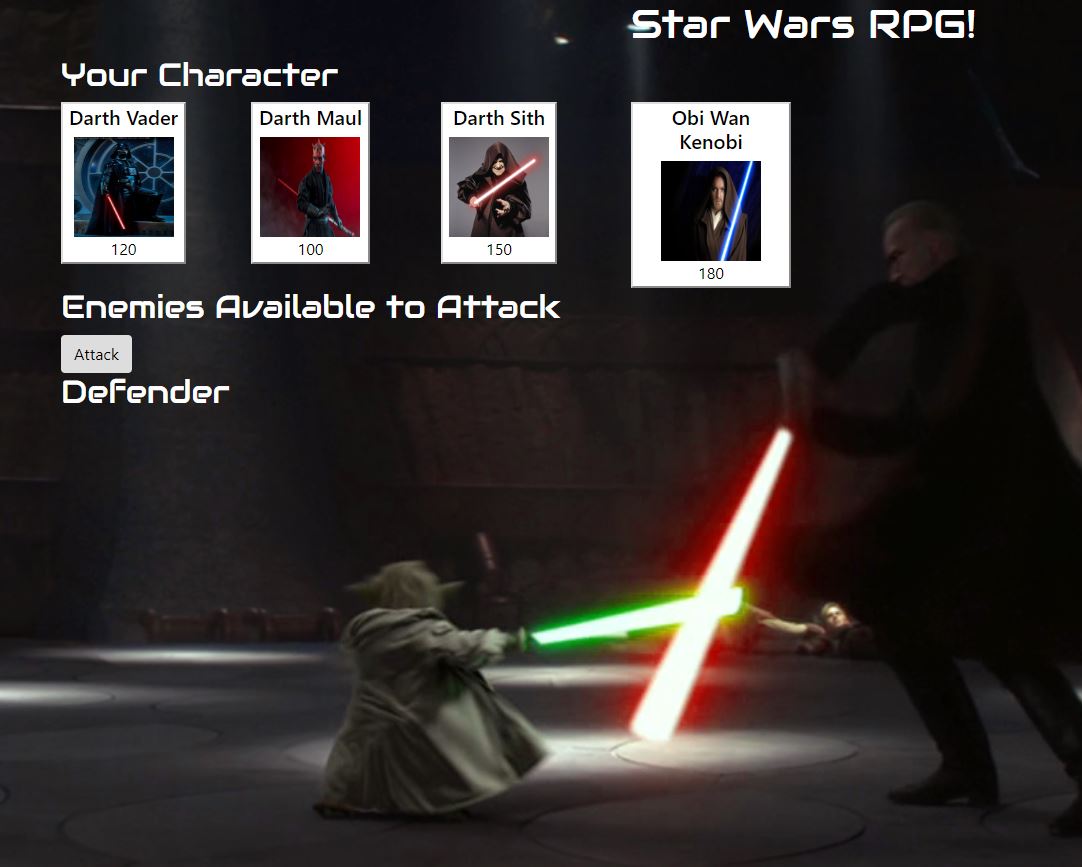 Star Wars RPG!
Your Character
Darth Vader
120
Darth Maul
100
Darth Sith
150
Obi Wan
Kenobi
180
Enemies Available to Attack
Attack
Defender